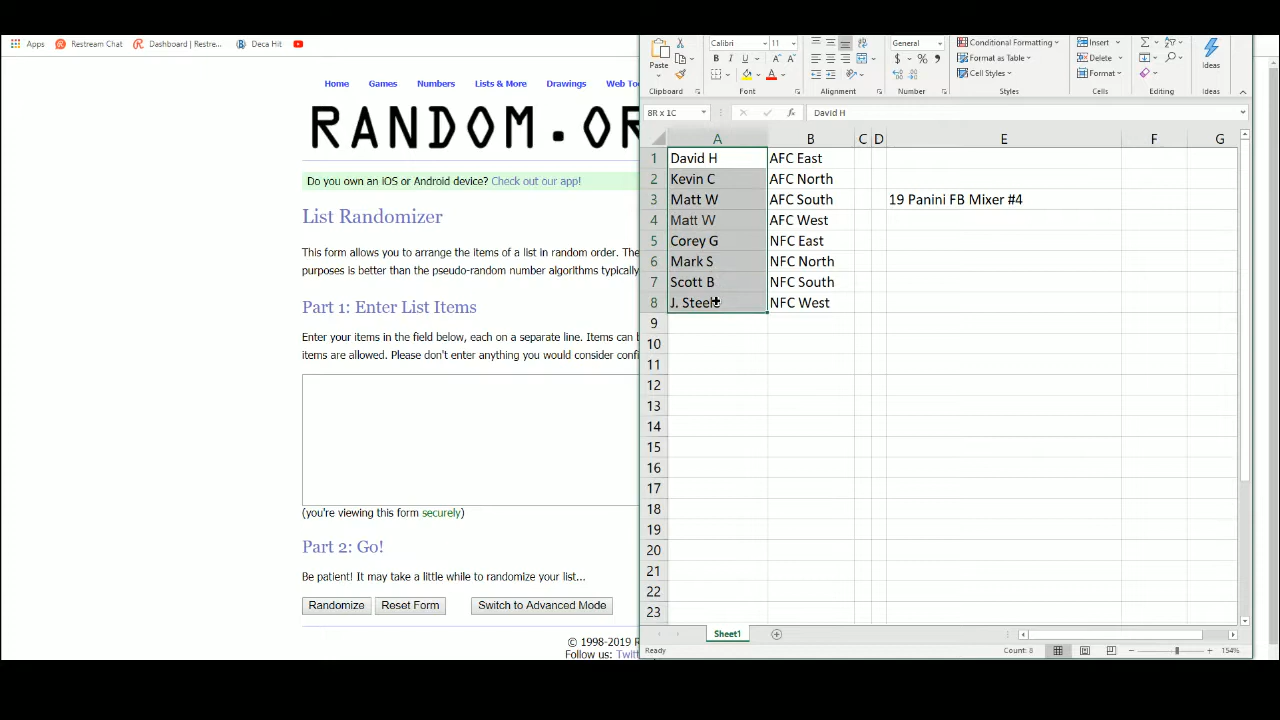 Apps Restream Chat Dashboard | Restre... Deca Hit
Home Games Numbers Lists & More Drawings Web To
RANDOM.OR
Do you own an iOS or Android device? Check out our app!
List Randomizer
This form allows you to arrange the items of a list in random order. The
purposes is better than the pseudo-random number algorithms typically
Part 1: Enter List Items
Enter your items in the field below, each on a separate line. Items can b
items are allowed. Please don't enter anything you would consider confi
(you're viewing this form securely)
Part 2: Go!
Be patient! It may take a little while to randomize your list...
Randomize Reset Form Switch to Advanced Mode
© 1998-2019 R
Follow us: Twitt
Paste
Calibri 11
General
Conditional Formatting
Format as Table
Cell Styles
Insert
Delete
Format
Ideas
Clipboard Font Alignment Number Styles Cells Editing Ideas
8R x 1C David H
A B C D E F G
1 David H AFC East
2 Kevin C AFC North
3 Matt W AFC South 19 Panini FB Mixer #4
4 Matt W AFC West
5 Corey G NFC East
6 Mark S NFC North
7 Scott B NFC South
8 J. Steele NFC West
9
10
11
12
13
14
15
16
17
18
19
20
21
22
23
Sheet1
Ready Count: 8 154%